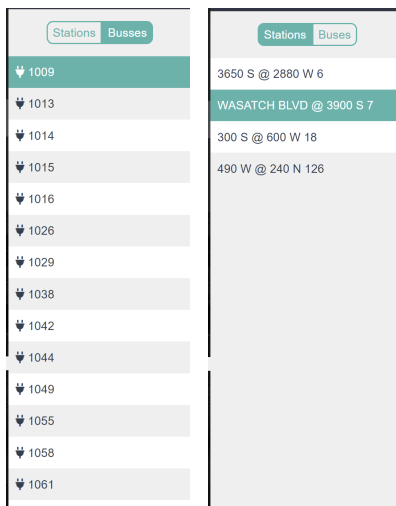 Stations Busses
1009
1013
1014
1015
1016
1026
1029
1038
1042
1044
1049
1055
1058
1061
Stations Buses
3650 S @ 2880 W 6
WASATCH BLVD @ 3900 S 7
300 S @ 600 W 18
490 W @ 240 N 126